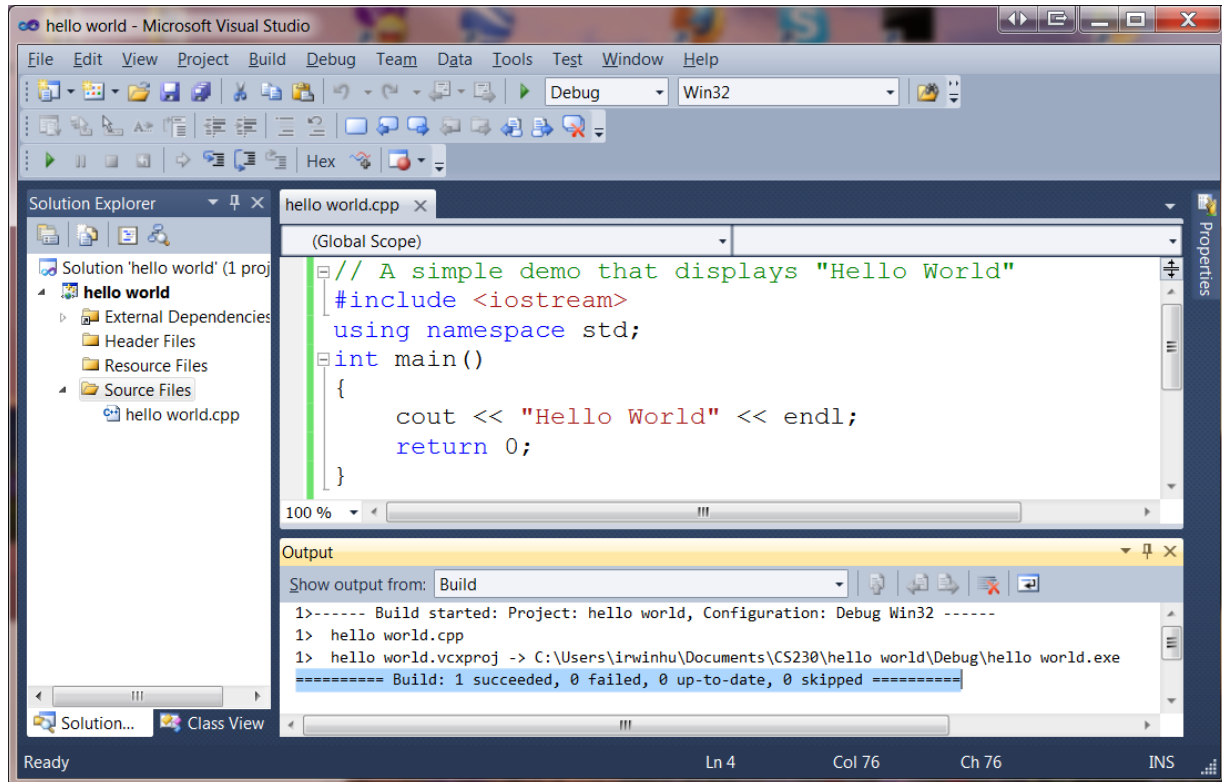 hello world - Microsoft Visual Studio
File Edit View Project Build Debug Team Data Tools Test Window Help
Debug Win32
Hex
Solution Explorer
Solution 'hello world' (1 proj
hello world
External Dependencies
Header Files
Resource Files
Source Files
hello world.cpp
Solution... Class View
hello world.cpp
(Global Scope)
// A simple demo that displays "Hello World"
#include <iostream>
using namespace std;
int main()
{
cout << "Hello World" << endl;
return 0;
}
100 %
Output
Show output from: Build
1>------ Build started: Project: hello world, Configuration: Debug Win32 ------
1> hello world.cpp
1> hello world.vcxproj -> C:\Users\irwinhu\Documents\CS230\hello world\Debug\hello world.exe
========== Build: 1 succeeded, 0 failed, 0 up-to-date, 0 skipped ==========
Properties
Ready Ln 4 Col 76 Ch 76 INS